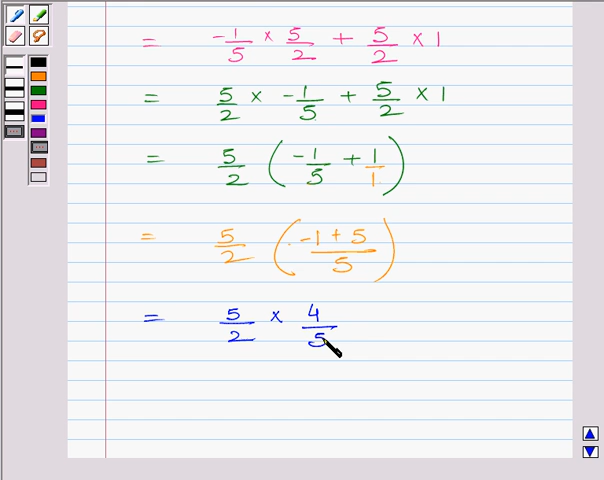 = -1/5 × 5/2 + 5/2 × 1
= 5/2 × -1/5 + 5/2 × 1
= 5/2 ( -1/5 + 1/1 )
= 5/2 ( -1 + 5 / 5 )
= 5/2 × 4/5